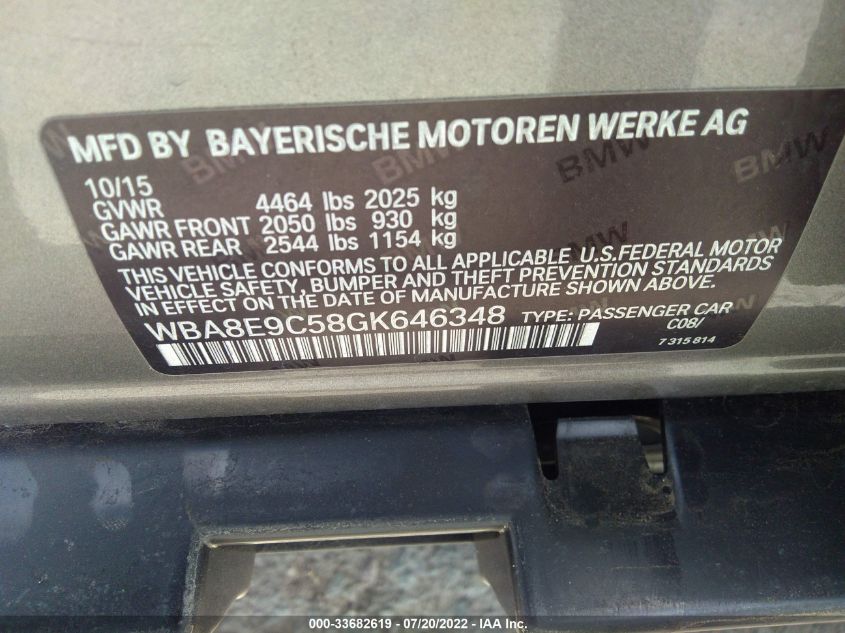 MFD BY BAYERISCHE MOTOREN WERKE AG
10/15
GVWR 4464 lbs 2025 kg
GAWR FRONT 2050 lbs 930 kg
GAWR REAR 2544 lbs 1154 kg
THIS VEHICLE CONFORMS TO ALL APPLICABLE U.S.FEDERAL MOTOR
VEHICLE SAFETY, BUMPER AND THEFT PREVENTION STANDARDS
IN EFFECT ON THE DATE OF MANUFACTURE SHOWN ABOVE.
WBA8E9C58GK646348 TYPE: PASSENGER CAR
C08/
7 315 814
000-33682619 - 07/20/2022 - IAA Inc.